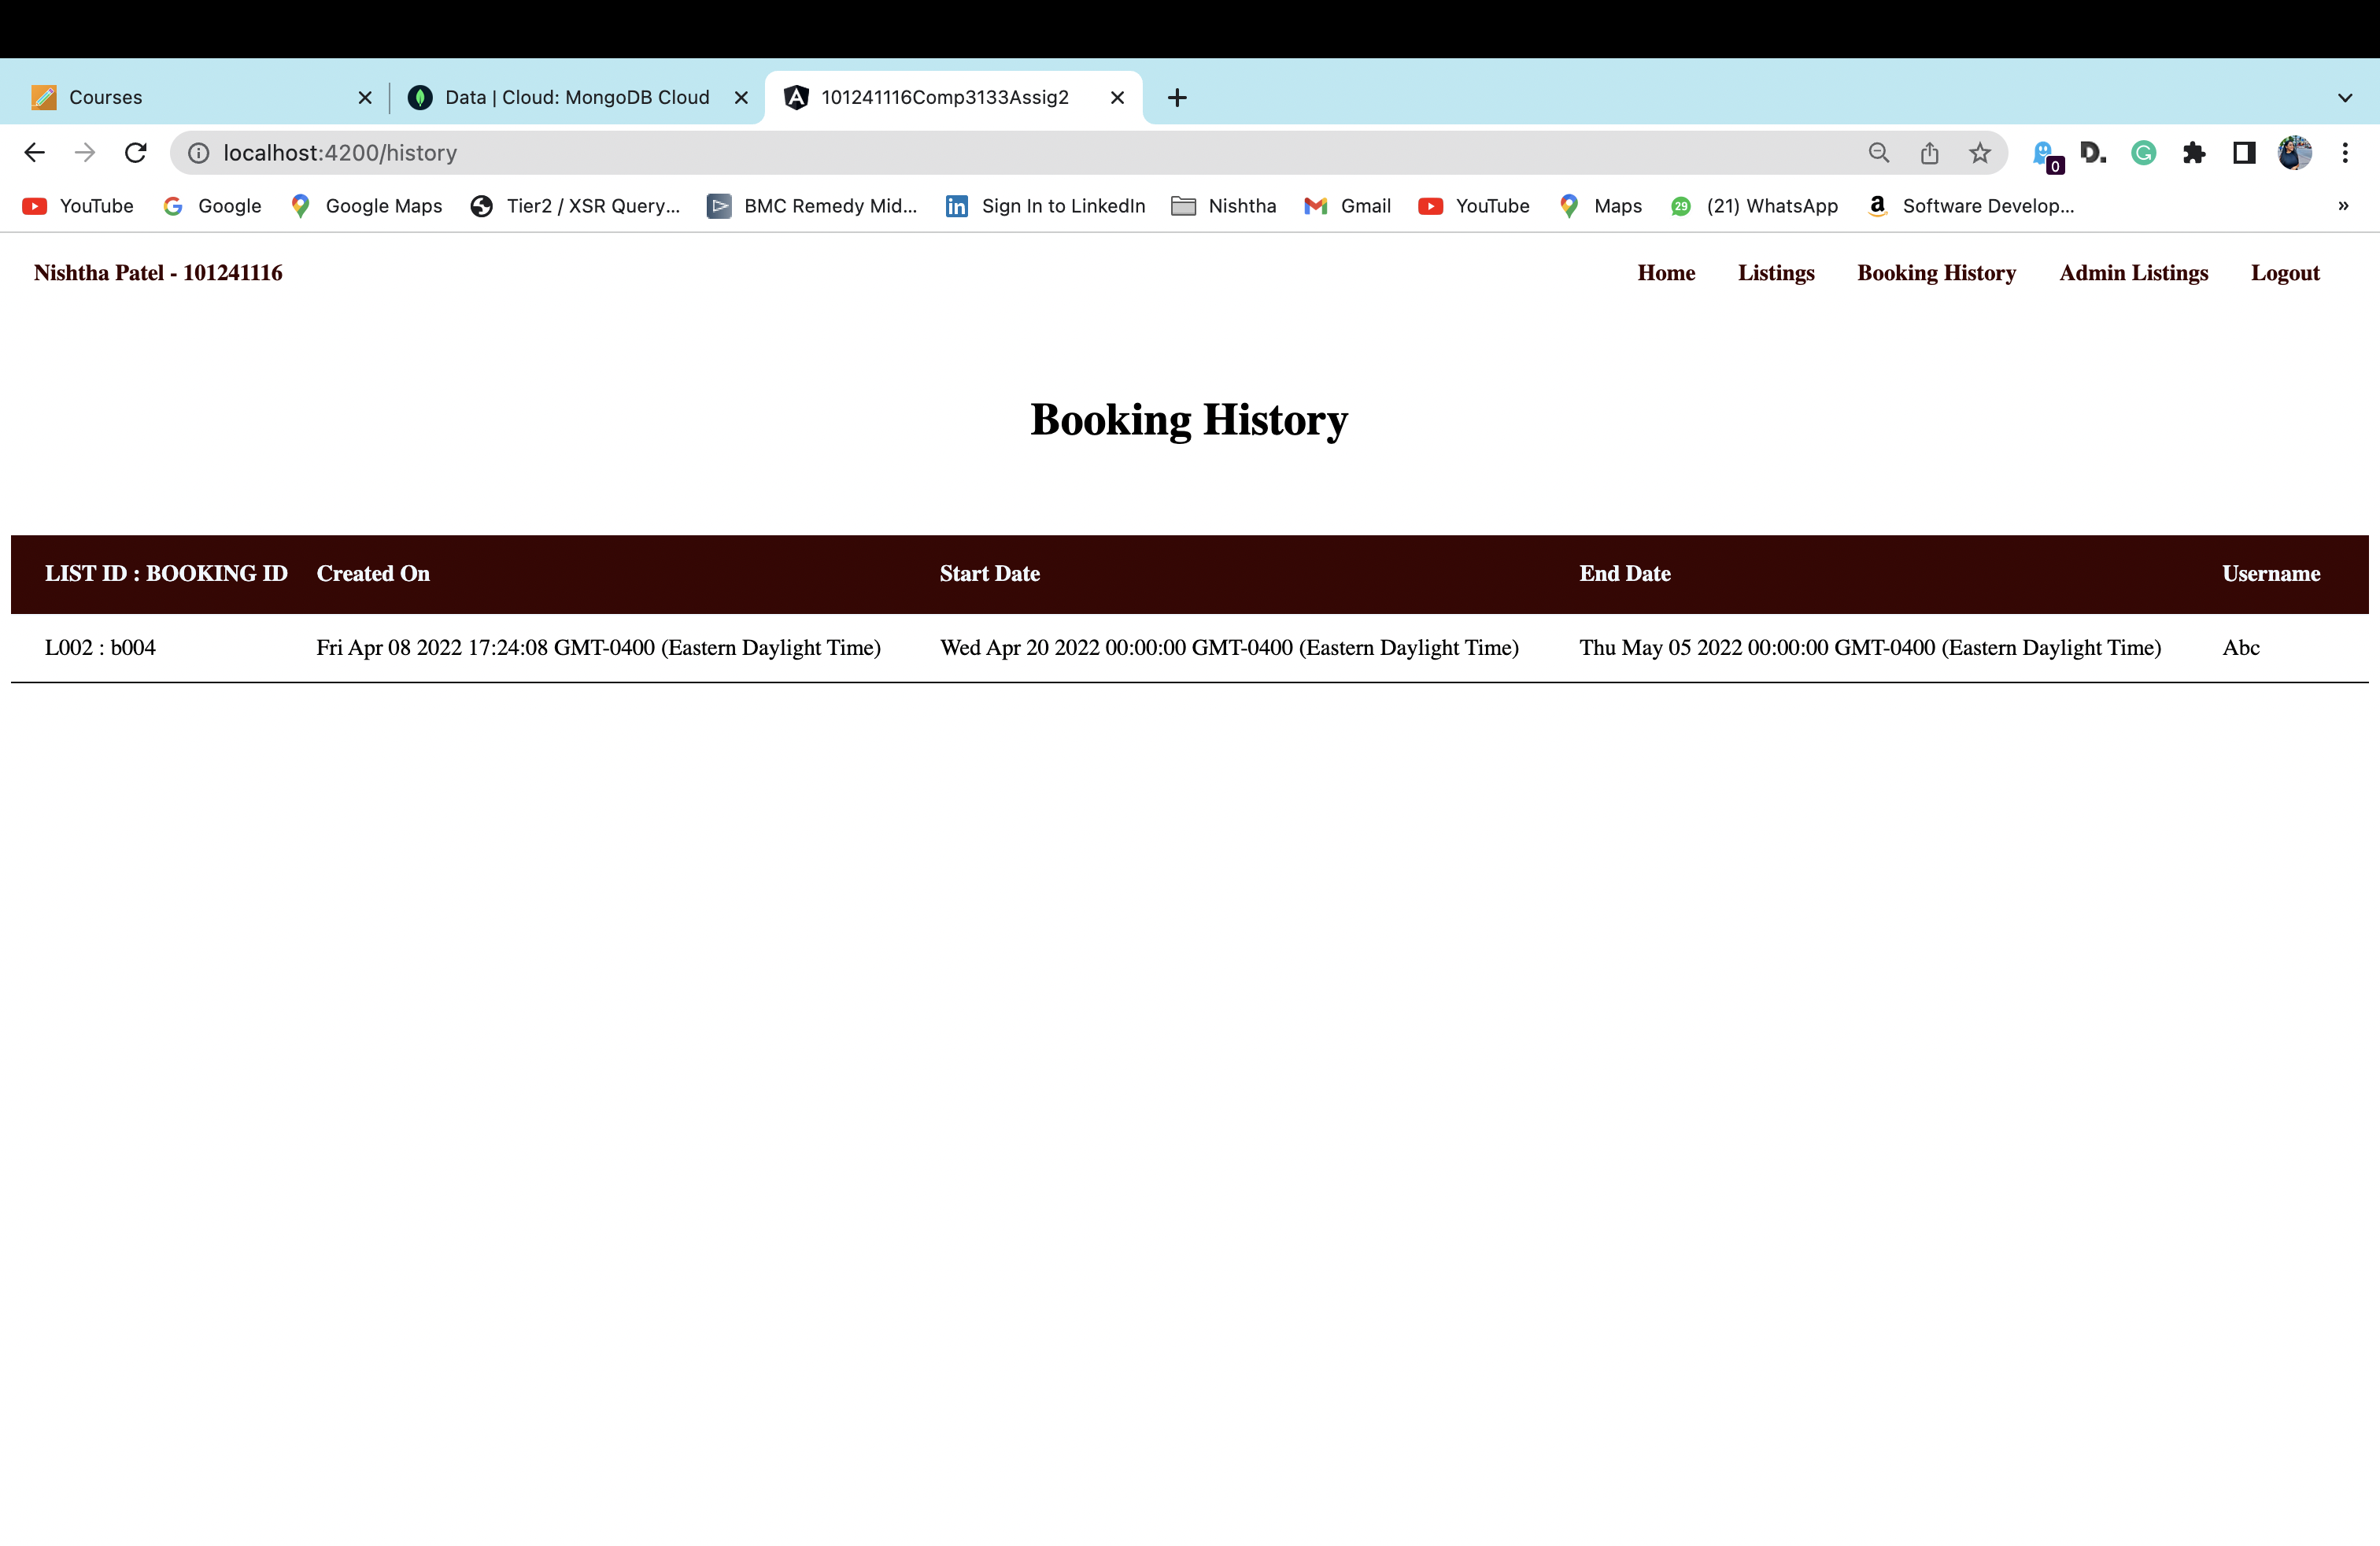 Courses
Data | Cloud: MongoDB Cloud
101241116Comp3133Assig2
localhost:4200/history
0
YouTube
Google
Google Maps
Tier2 / XSR Query...
BMC Remedy Mid...
Sign In to LinkedIn
Nishtha
Gmail
YouTube
Maps
29
(21) WhatsApp
Software Develop...
Nishtha Patel - 101241116
Home Listings Booking History Admin Listings Logout
Booking History
LIST ID : BOOKING ID Created On Start Date End Date Username
L002 : b004 Fri Apr 08 2022 17:24:08 GMT-0400 (Eastern Daylight Time) Wed Apr 20 2022 00:00:00 GMT-0400 (Eastern Daylight Time) Thu May 05 2022 00:00:00 GMT-0400 (Eastern Daylight Time) Abc